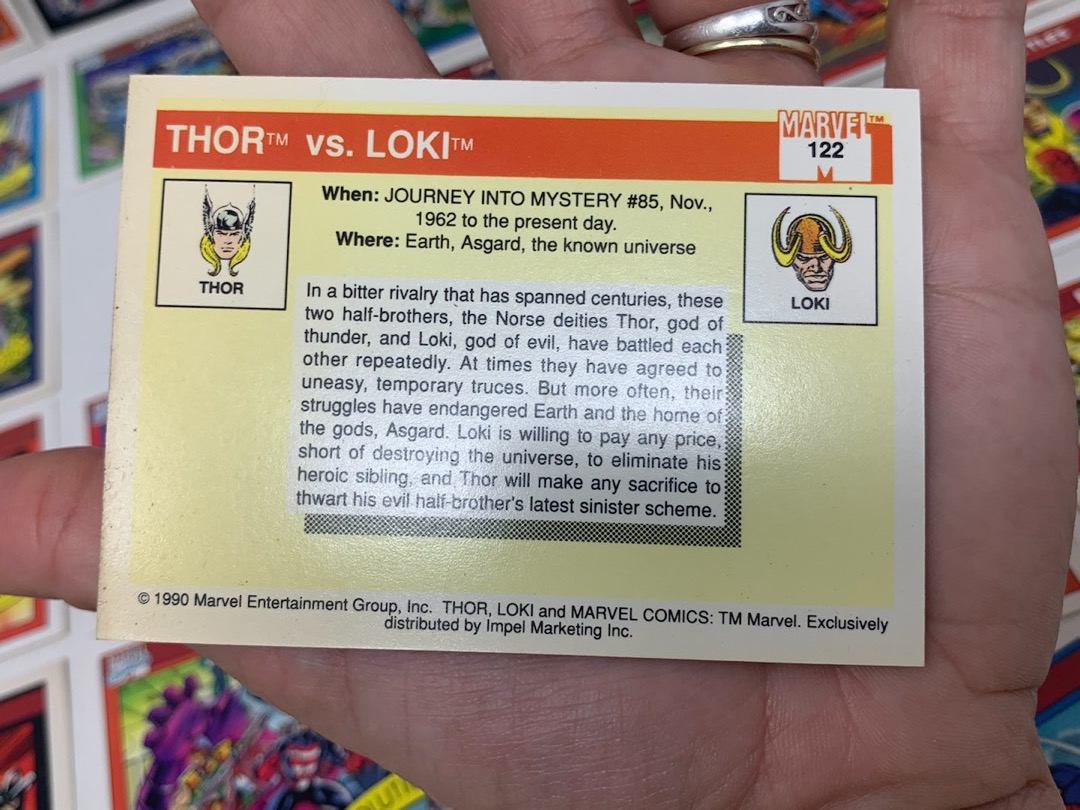 THOR™ vs. LOKI™
MARVEL™
122
THOR
When: JOURNEY INTO MYSTERY #85, Nov.,
1962 to the present day.
Where: Earth, Asgard, the known universe
LOKI
In a bitter rivalry that has spanned centuries, these
two half-brothers, the Norse deities Thor, god of
thunder, and Loki, god of evil, have battled each
other repeatedly. At times they have agreed to
uneasy, temporary truces. But more often, their
struggles have endangered Earth and the home of
the gods, Asgard. Loki is willing to pay any price,
short of destroying the universe, to eliminate his
heroic sibling, and Thor will make any sacrifice to
thwart his evil half-brother's latest sinister scheme.
© 1990 Marvel Entertainment Group, Inc. THOR, LOKI and MARVEL COMICS: TM Marvel. Exclusively
distributed by Impel Marketing Inc.
MARVEL